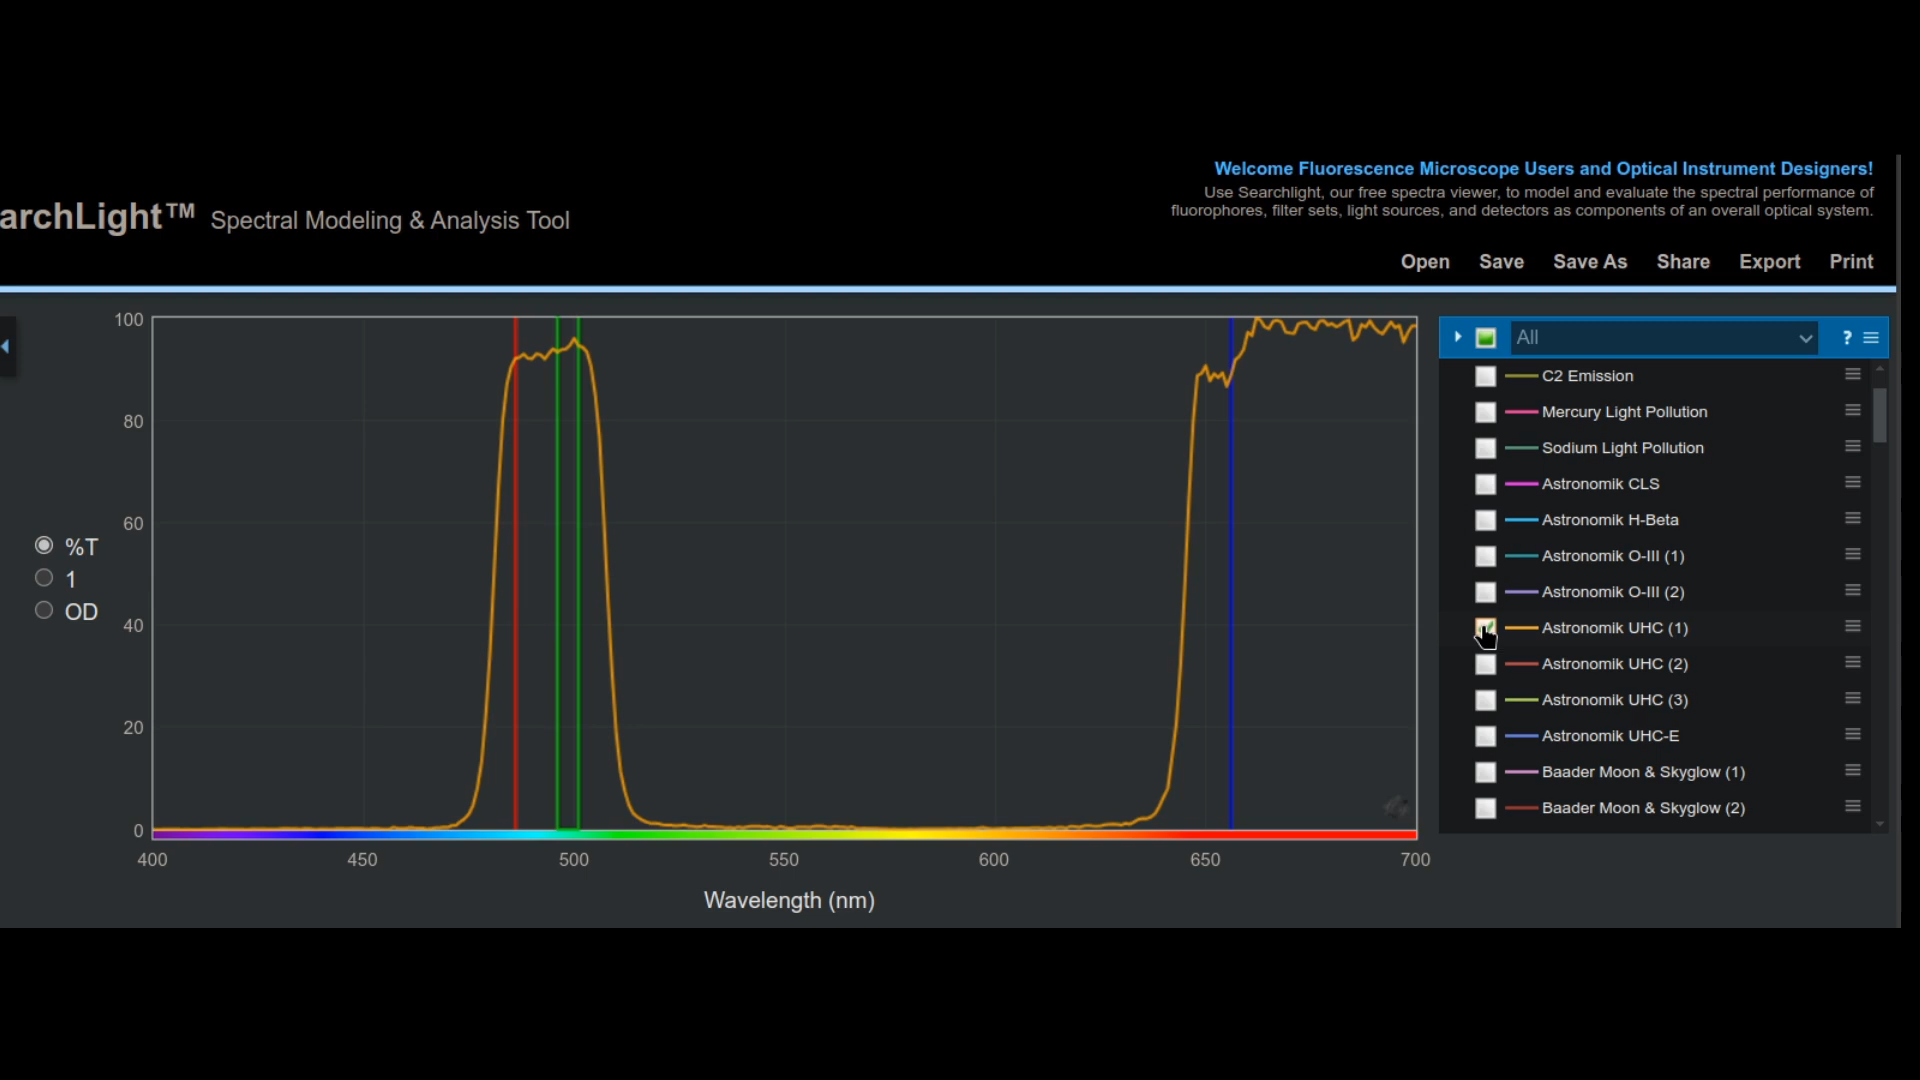 Welcome Fluorescence Microscope Users and Optical Instrument Designers!
Use Searchlight, our free spectra viewer, to model and evaluate the spectral performance of
fluorophores, filter sets, light sources, and detectors as components of an overall optical system.
archLight™ Spectral Modeling & Analysis Tool
Open Save Save As Share Export Print
100
80
60
40
20
0
%T
1
OD
400 450 500 550 600 650 700
Wavelength (nm)
All ?
C2 Emission
Mercury Light Pollution
Sodium Light Pollution
Astronomik CLS
Astronomik H-Beta
Astronomik O-III (1)
Astronomik O-III (2)
Astronomik UHC (1)
Astronomik UHC (2)
Astronomik UHC (3)
Astronomik UHC-E
Baader Moon & Skyglow (1)
Baader Moon & Skyglow (2)